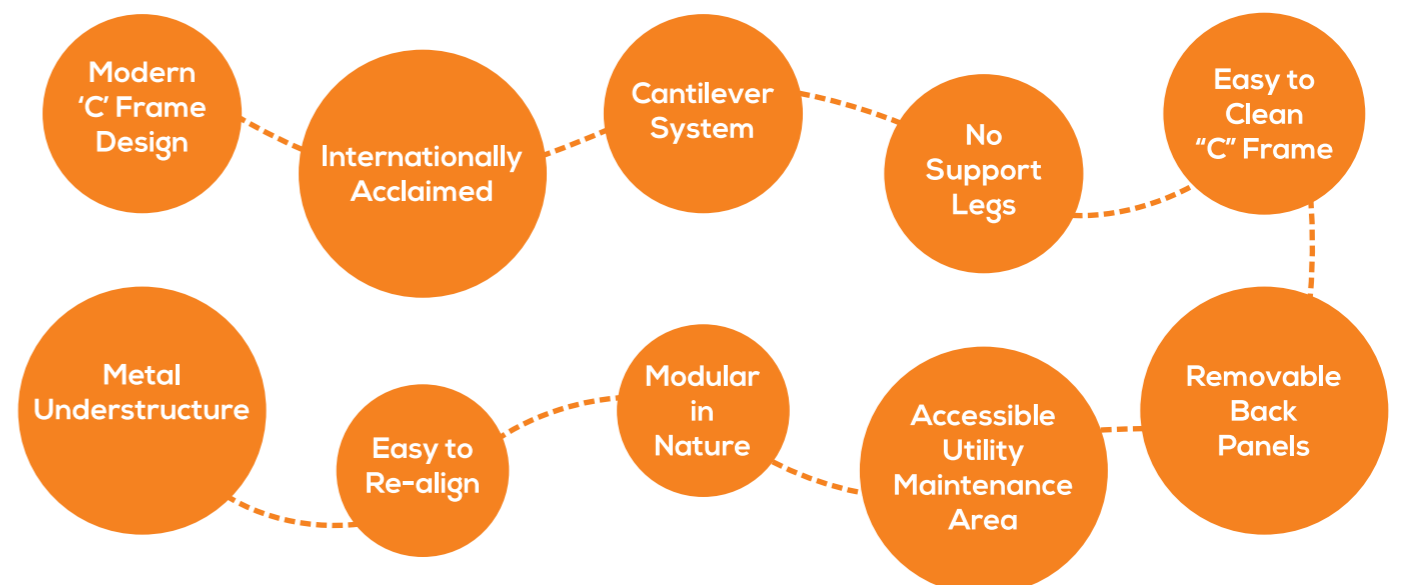 Modern
‘C’ Frame
Design
Internationally
Acclaimed
Cantilever
System
No
Support
Legs
Easy to
Clean
“C” Frame
Removable
Back
Panels
Accessible
Utility
Maintenance
Area
Modular
in
Nature
Easy to
Re-align
Metal
Understructure